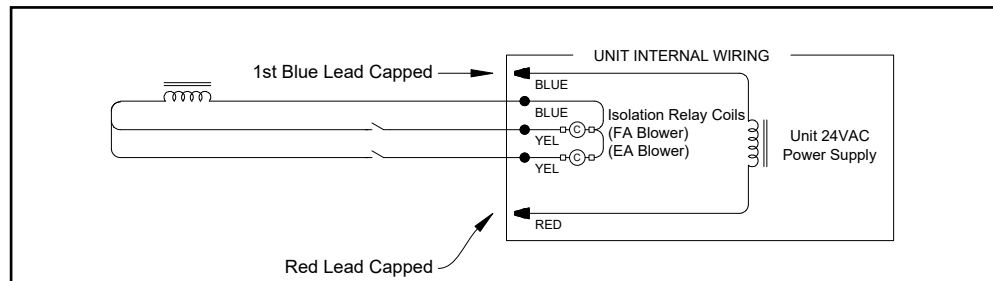 UNIT INTERNAL WIRING
1st Blue Lead Capped
BLUE
BLUE
Isolation Relay Coils
C
(FA Blower)
YEL
(EA Blower)
C
YEL
Unit 24VAC
Power Supply
RED
Red Lead Capped